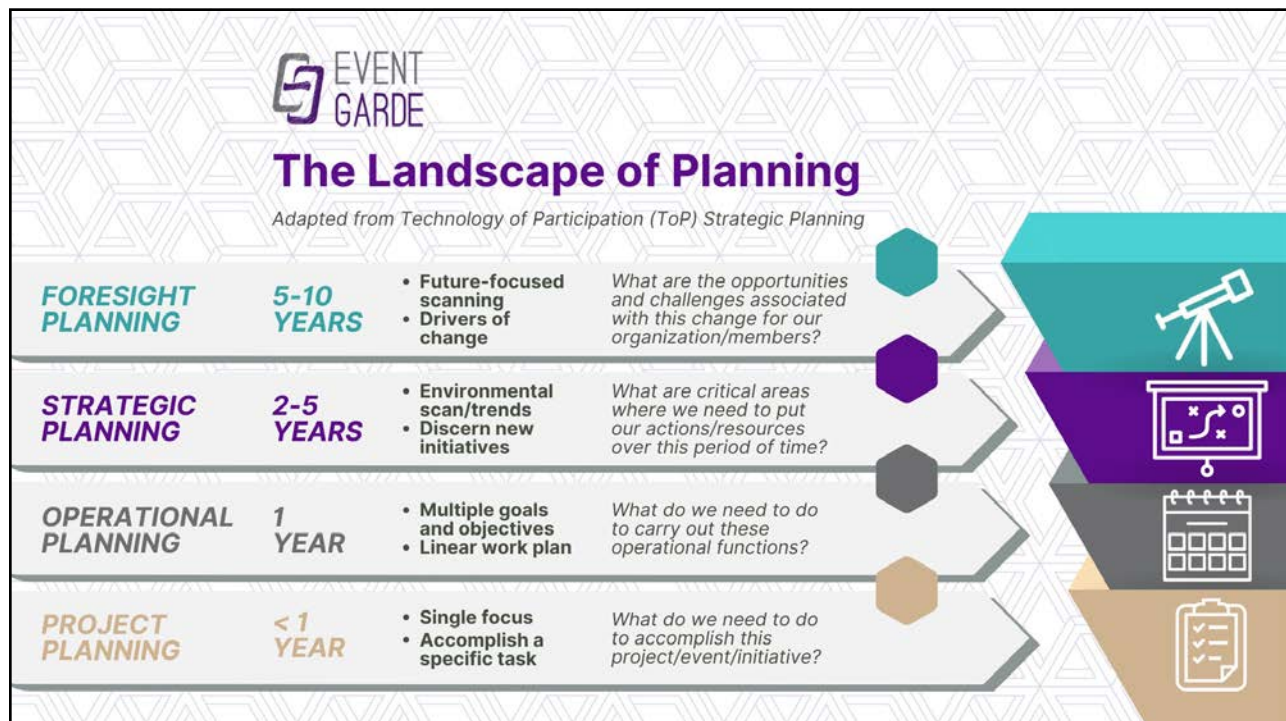 EVENT
GARDE
The Landscape of Planning
Adapted from Technology of Participation (ToP) Strategic Planning
FORESIGHT
PLANNING
5-10
YEARS
• Future-focused
scanning
• Drivers of
change
What are the opportunities
and challenges associated
with this change for our
organization/members?
STRATEGIC
PLANNING
2-5
YEARS
• Environmental
scan/trends
• Discern new
initiatives
What are critical areas
where we need to put
our actions/resources
over this period of time?
OPERATIONAL
PLANNING
1
YEAR
• Multiple goals
and objectives
• Linear work plan
What do we need to do
to carry out these
operational functions?
PROJECT
PLANNING
< 1
YEAR
• Single focus
• Accomplish a
specific task
What do we need to do
to accomplish this
project/event/initiative?